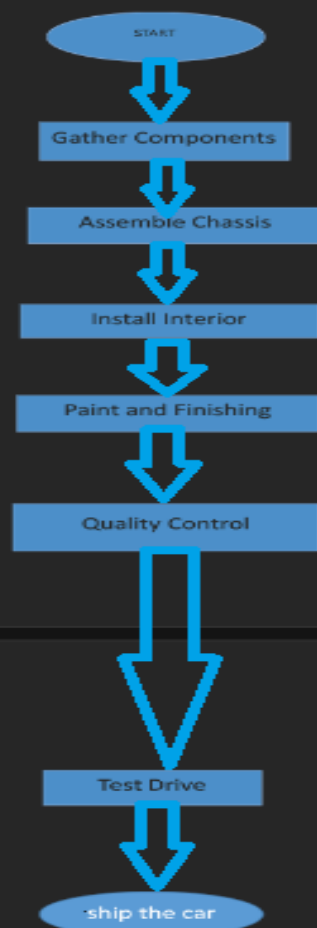 START
Gather Components
Assemble Chassis
Install Interior
Paint and Finishing
Quality Control
Test Drive
ship the car